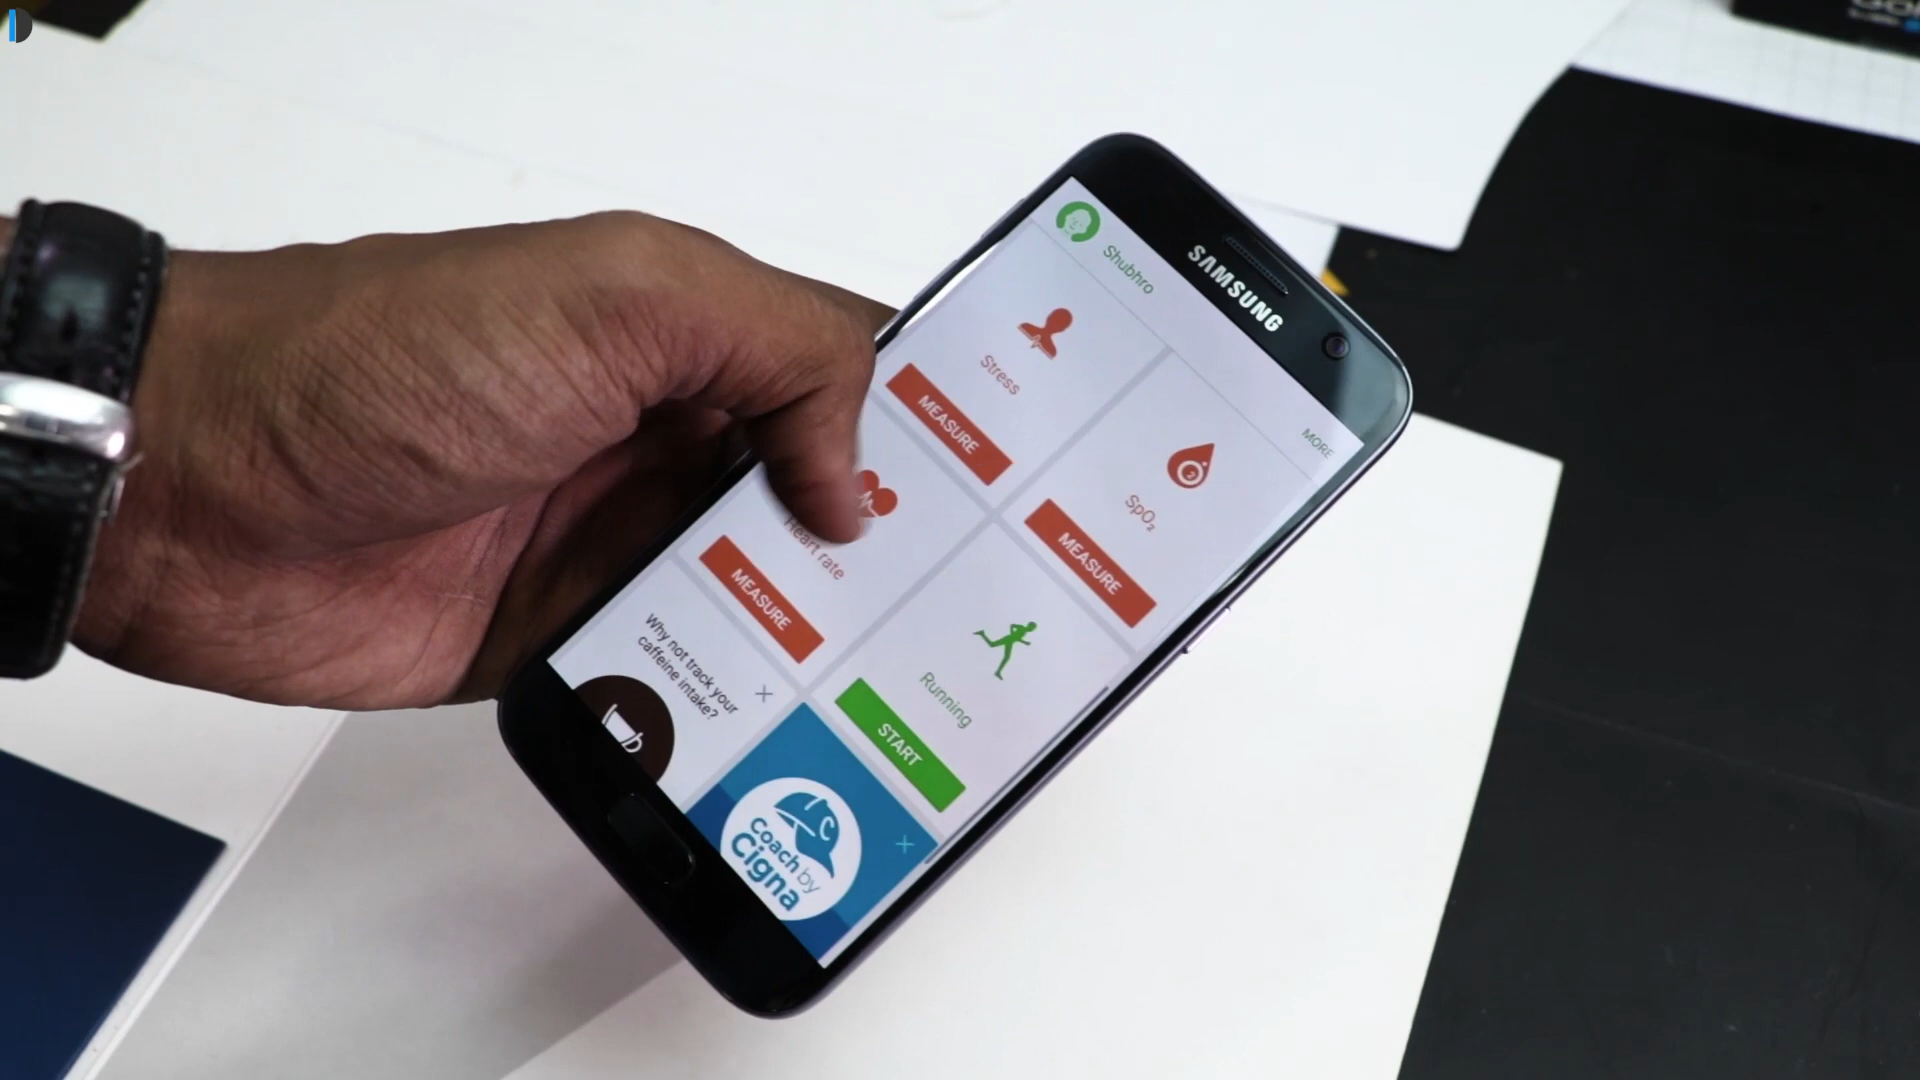 SAMSUNG
Shubhro
MORE
Stress
MEASURE
SpO₂
MEASURE
Heart rate
MEASURE
Running
START
Why not track your
caffeine intake?
Coach by
Cigna